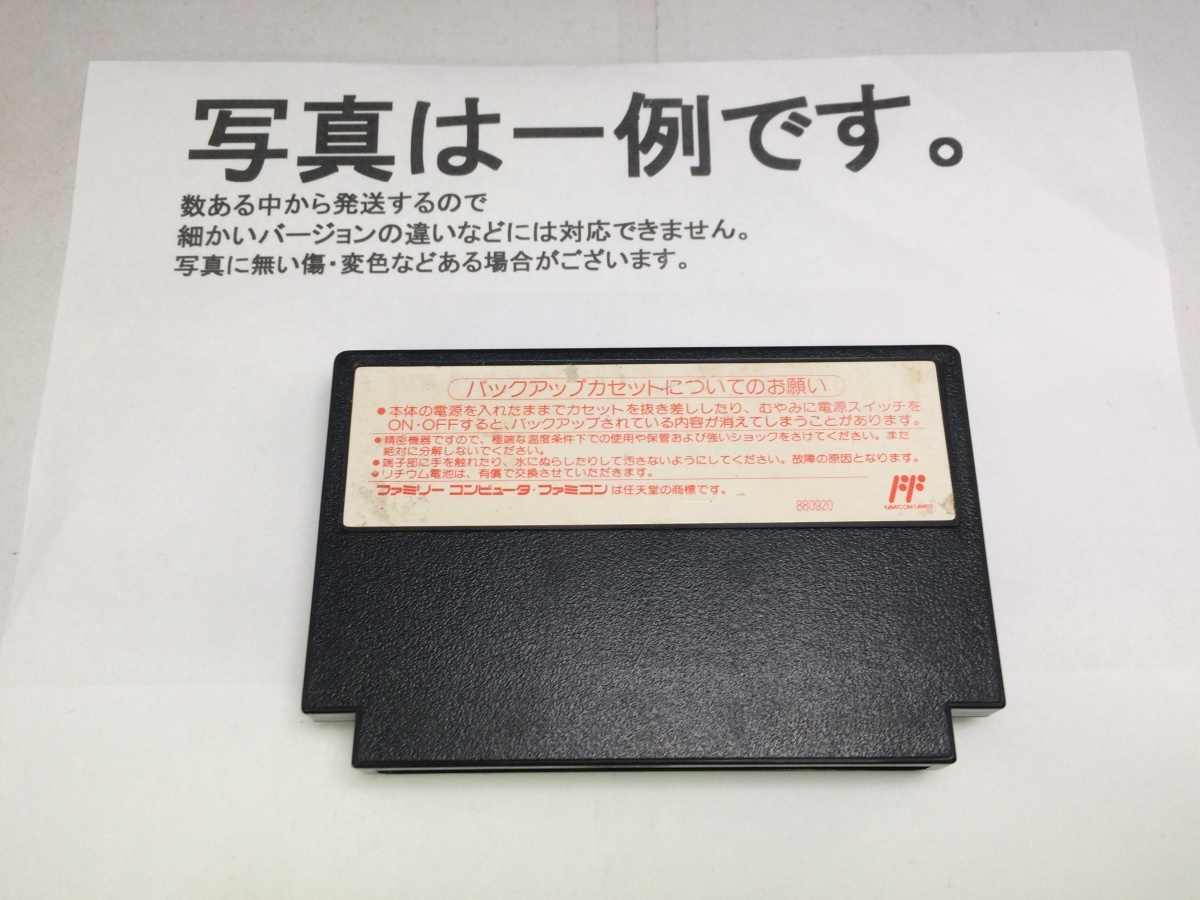 写真は一例です。
数ある中から発送するので
細かいバージョンの違いなどには対応できません。
写真に無い傷・変色などある場合がございます。
バックアップカセットについてのお願い
●本体の電源を入れたままでカセットを抜き差ししたり、むやみに電源スイッチを
ON・OFFすると、バックアップされている内容が消えてしまうことがあります。
●精密機器ですので、極端な温度条件下での使用や保管および強いショックをさけてください。また
絶対に分解しないでください。
●端子部に手を触れたり、水にぬらしたりして汚さないようにしてください。故障の原因となります。
●リチウム電池は、有償で交換させていただきます。
ファミリー コンピュータ・ファミコンは任天堂の商標です。
880920
FF
FAMICOM FAMILY